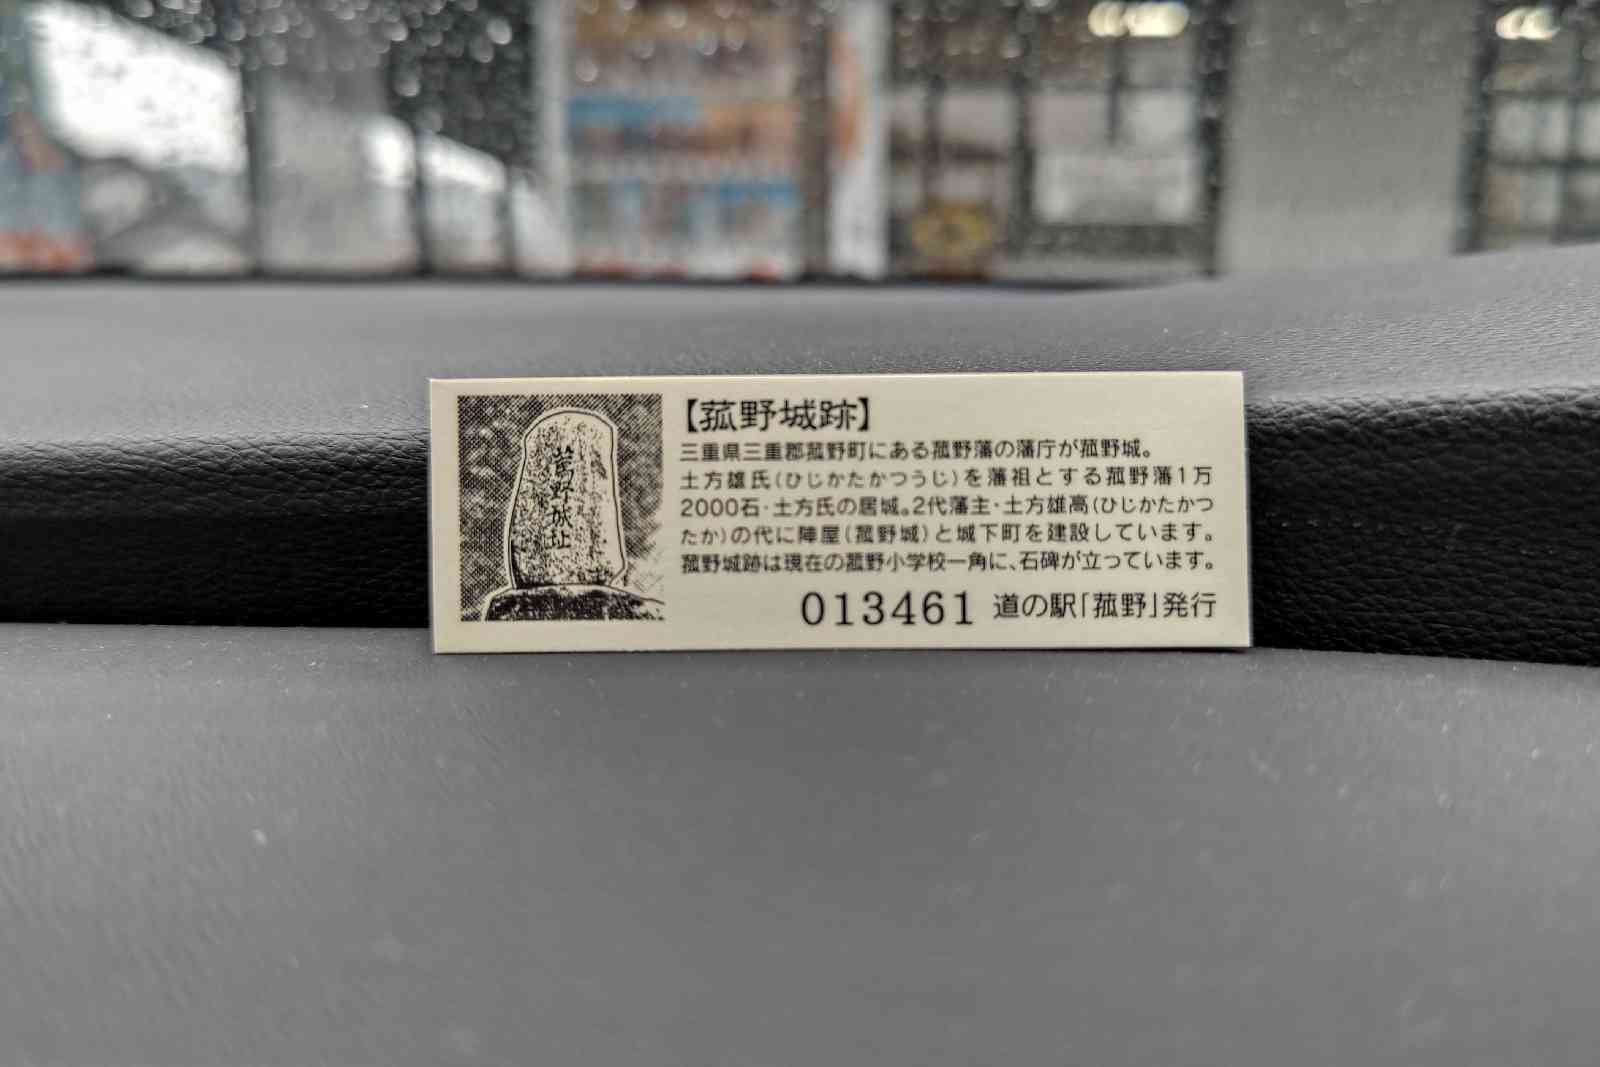 【菰野城跡】
三重県三重郡菰野町にある菰野藩の藩庁が菰野城。
土方雄氏(ひじかたかつうじ)を藩祖とする菰野藩1万
2000石・土方氏の居城。2代藩主・土方雄高(ひじかたかつ
たか)の代に陣屋(菰野城)と城下町を建設しています。
菰野城跡は現在の菰野小学校一角に、石碑が立っています。
013461 道の駅「菰野」発行